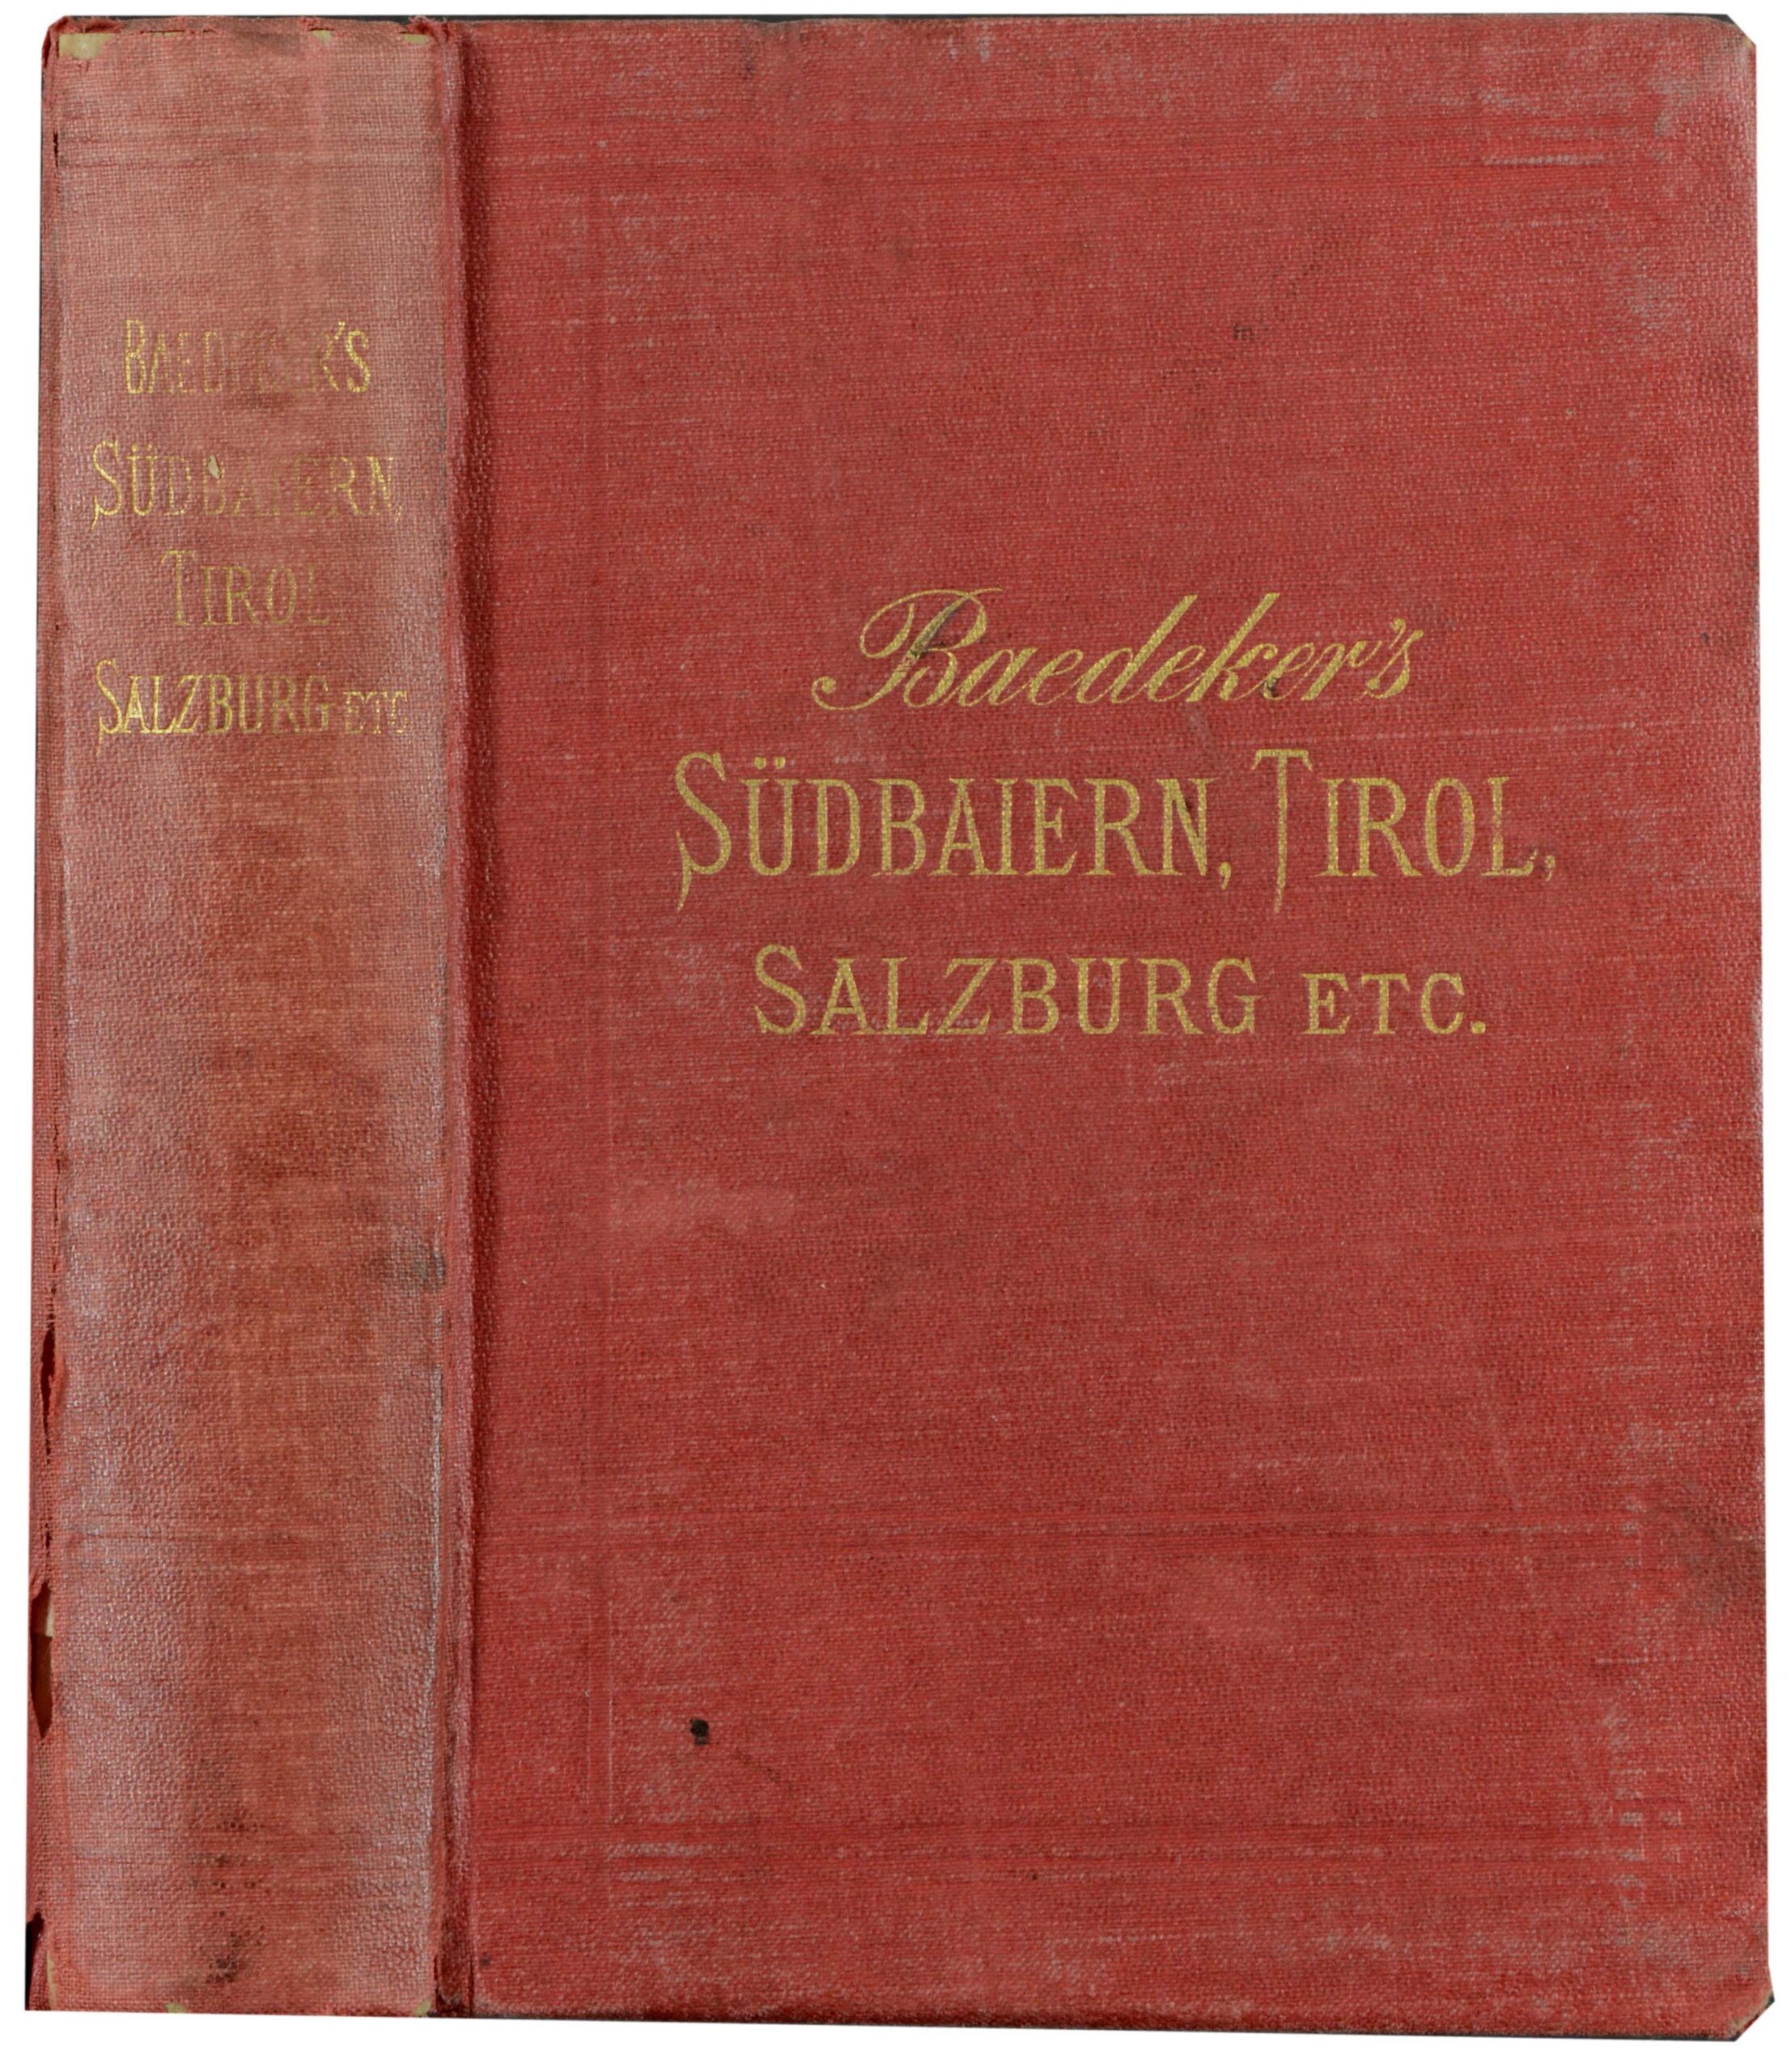 BAEDEKER'S
SÜDBAIERN,
TIROL
SALZBURG ETC
Baedeker's
SÜDBAIERN, TIROL,
SALZBURG ETC.